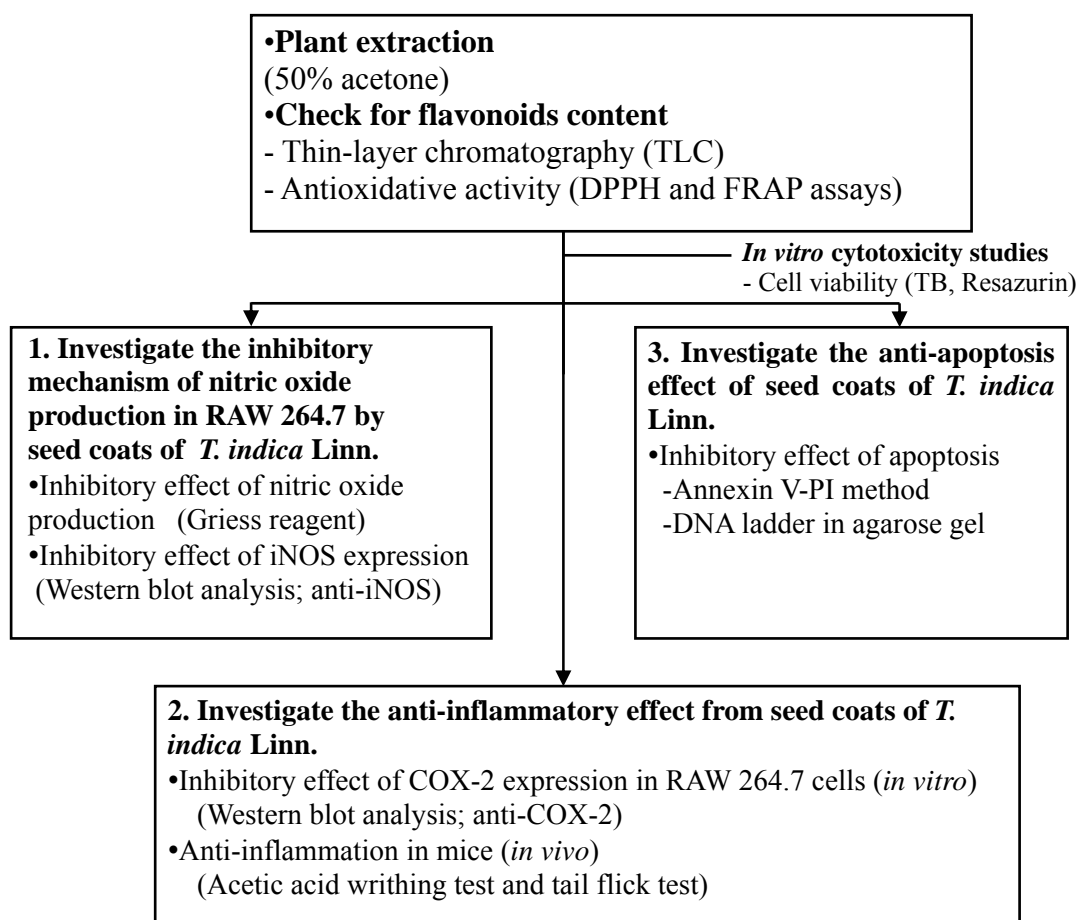 •Plant extraction
(50% acetone)
•Check for flavonoids content
- Thin-layer chromatography (TLC)
- Antioxidative activity (DPPH and FRAP assays)
In vitro cytotoxicity studies
- Cell viability (TB, Resazurin)
1. Investigate the inhibitory
mechanism of nitric oxide
production in RAW 264.7 by
seed coats of T. indica Linn.
•Inhibitory effect of nitric oxide
production (Griess reagent)
•Inhibitory effect of iNOS expression
(Western blot analysis; anti-iNOS)
3. Investigate the anti-apoptosis
effect of seed coats of T. indica
Linn.
•Inhibitory effect of apoptosis
-Annexin V-PI method
-DNA ladder in agarose gel
2. Investigate the anti-inflammatory effect from seed coats of T.
indica Linn.
•Inhibitory effect of COX-2 expression in RAW 264.7 cells (in vitro)
(Western blot analysis; anti-COX-2)
•Anti-inflammation in mice (in vivo)
(Acetic acid writhing test and tail flick test)